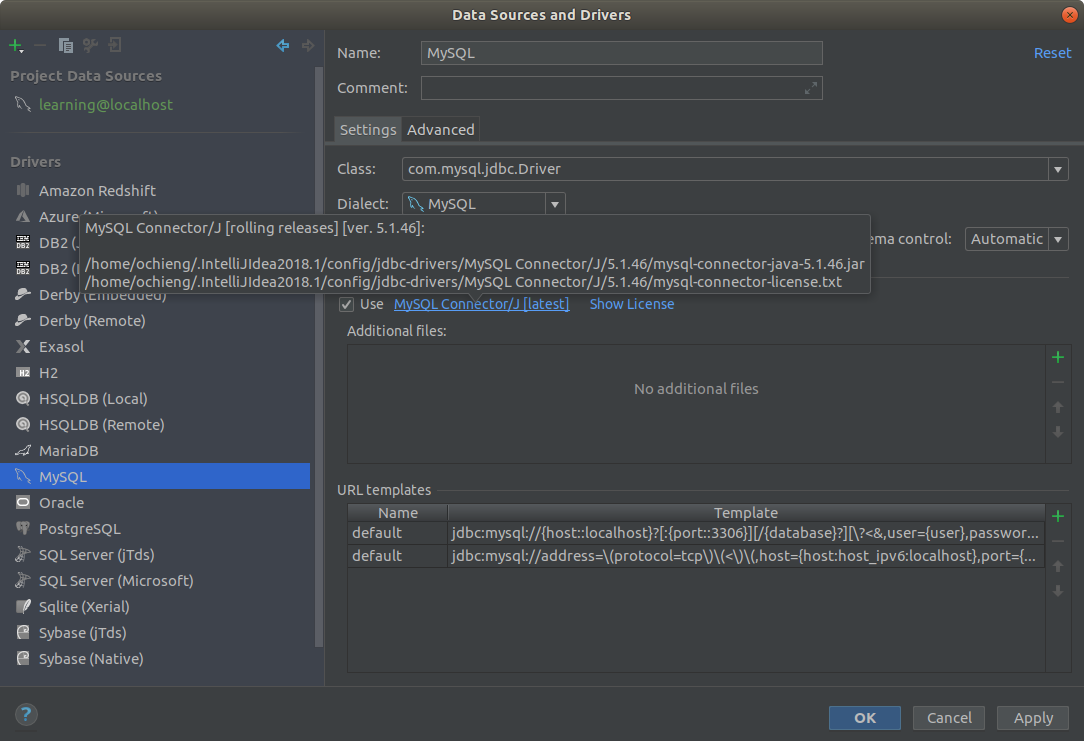 Data Sources and Drivers
Project Data Sources
learning@localhost
Drivers
Amazon Redshift
Azure (Microsoft)
DB2 (J
DB2 (
Derby (Embedded)
Derby (Remote)
Exasol
H2
HSQLDB (Local)
HSQLDB (Remote)
MariaDB
MySQL
Oracle
PostgreSQL
SQL Server (jTds)
SQL Server (Microsoft)
Sqlite (Xerial)
Sybase (jTds)
Sybase (Native)
Name: MySQL Reset
Comment:
Settings Advanced
Class: com.mysql.jdbc.Driver
Dialect: MySQL
MySQL Connector/J [rolling releases] [ver. 5.1.46]:
ema control: Automatic
/home/ochieng/.IntelliJIdea2018.1/config/jdbc-drivers/MySQL Connector/J/5.1.46/mysql-connector-java-5.1.46.jar
/home/ochieng/.IntelliJIdea2018.1/config/jdbc-drivers/MySQL Connector/J/5.1.46/mysql-connector-license.txt
Use MySQL Connector/J [latest] Show License
Additional files:
No additional files
URL templates
Name Template
default jdbc:mysql://{host::localhost}?[:{port::3306}][/{database}?][\?<&,user={user},passwor...
default jdbc:mysql://address=\(protocol=tcp\)\(<\)\(,host={host:host_ipv6:localhost},port={...
?
OK Cancel Apply